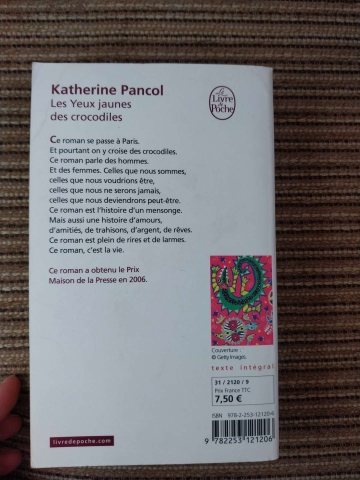 Katherine Pancol
Les Yeux jaunes
des crocodiles
Le
Livre
de
Poche
Ce roman se passe à Paris.
Et pourtant on y croise des crocodiles.
Ce roman parle des hommes.
Et des femmes. Celles que nous sommes,
celles que nous voudrions être,
celles que nous ne serons jamais,
celles que nous deviendrons peut-être.
Ce roman est l'histoire d'un mensonge.
Mais aussi une histoire d'amours,
d'amitiés, de trahisons, d'argent, de rêves.
Ce roman est plein de rires et de larmes.
Ce roman, c'est la vie.
Ce roman a obtenu le Prix
Maison de la Presse en 2006.
Couverture :
© Getty Images.
texte intégral
31 / 2120 / 9
Prix France TTC
7,50 €
ISBN 978-2-253-12120-6
9 782253 121206
livredepoche.com